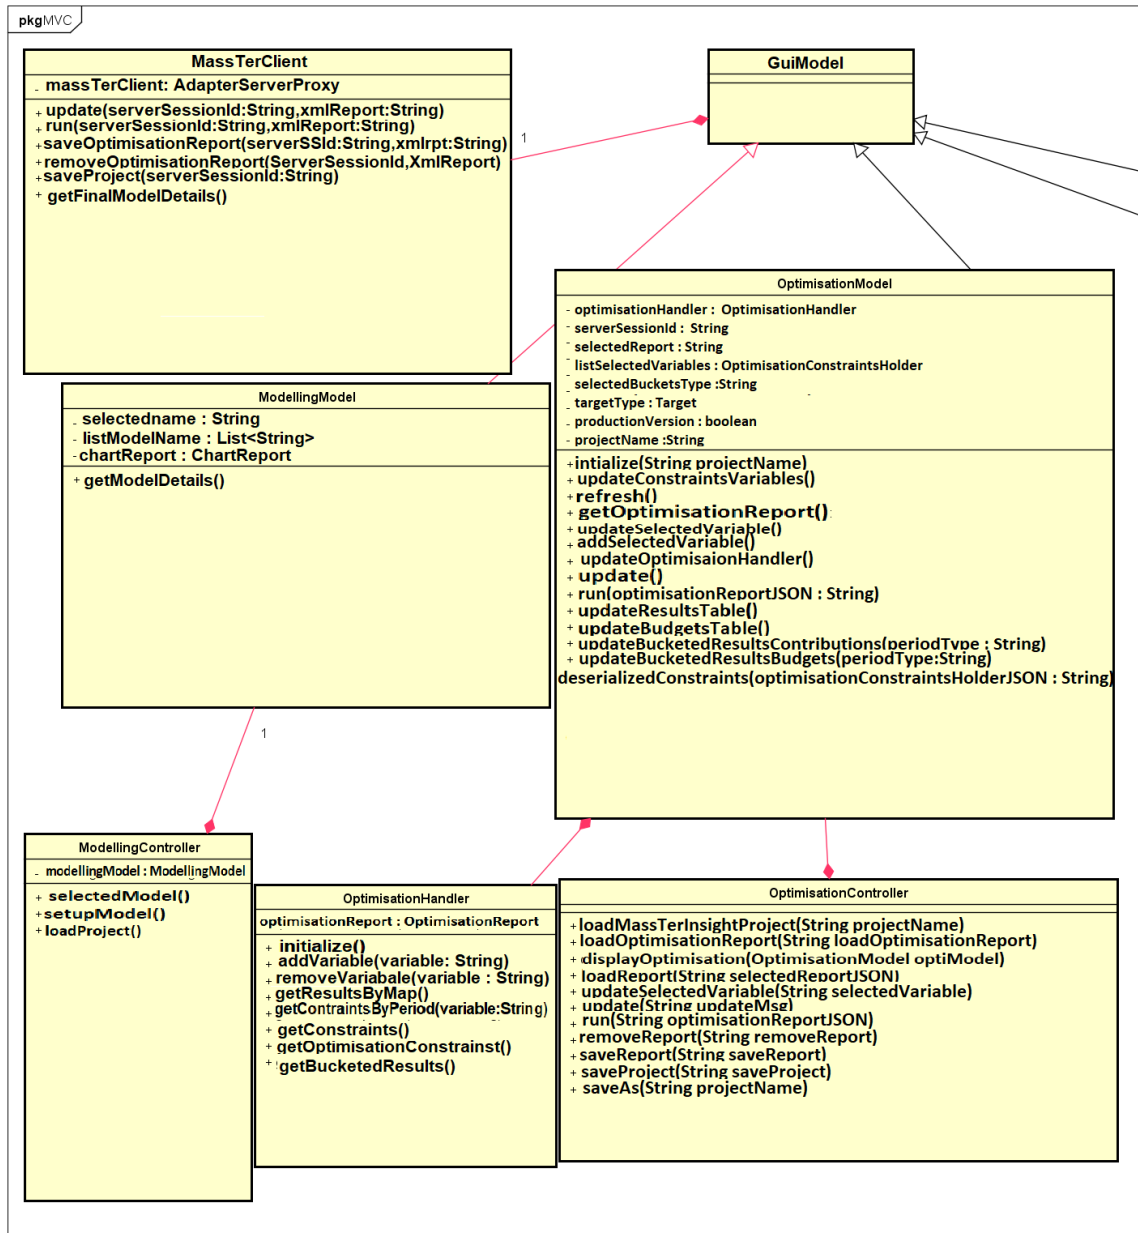 pkgMVC
MassTerClient
- massTerClient: AdapterServerProxy
+ update(serverSessionId:String,xmlReport:String)
+ run(serverSessionId:String,xmlReport:String)
+ saveOptimisationReport(serverSSId:String,xmlrpt:String)
+ removeOptimisationReport(ServerSessionId,XmlReport)
+ saveProject(serverSessionId:String)
+ getFinalModelDetails()
1
GuiModel
OptimisationModel
- optimisationHandler : OptimisationHandler
- serverSessionId : String
- selectedReport : String
- listSelectedVariables : OptimisationConstraintsHolder
- selectedBucketsType :String
- targetType : Target
- productionVersion : boolean
- projectName :String
+ intialize(String projectName)
+ updateConstraintsVariables()
+ refresh()
+ getOptimisationReport()
+ updateSelectedVariable()
+ addSelectedVariable()
+ updateOptimisaionHandler()
+ update()
+ run(optimisationReportJSON : String)
+ updateResultsTable()
+ updateBudgetsTable()
+ updateBucketedResultsContributions(periodType : String)
+ updateBucketedResultsBudgets(periodType:String)
deserializedConstraints(optimisationConstraintsHolderJSON : String)
ModellingModel
- selectedname : String
- listModelName : List<String>
- chartReport : ChartReport
+ getModelDetails()
1
ModellingController
- modellingModel : ModellingModel
+ selectedModel()
+ setupModel()
+ loadProject()
OptimisationHandler
optimisationReport : OptimisationReport
+ initialize()
+ addVariable(variable: String)
+ removeVariabale(variable : String)
+ getResultsByMap()
+ getContraintsByPeriod(variable:String)
+ getConstraints()
+ getOptimisationConstrainst()
+ getBucketedResults()
OptimisationController
+ loadMassTerInsightProject(String projectName)
+ loadOptimisationReport(String loadOptimisationReport)
+ displayOptimisation(OptimisationModel optiModel)
+ loadReport(String selectedReportJSON)
+ updateSelectedVariable(String selectedVariable)
+ update(String updateMsg)
+ run(String optimisationReportJSON)
+ removeReport(String removeReport)
+ saveReport(String saveReport)
+ saveProject(String saveProject)
+ saveAs(String projectName)